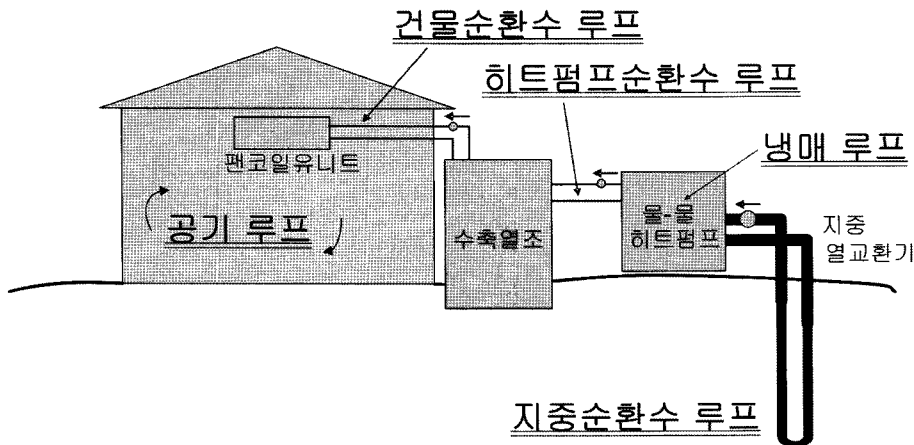 건물순환수 루프
히트펌프순환수 루프
냉매 루프
팬코일유니트
공기 루프
수축열조
물-물
히트펌프
지중
열교환기
지중순환수 루프